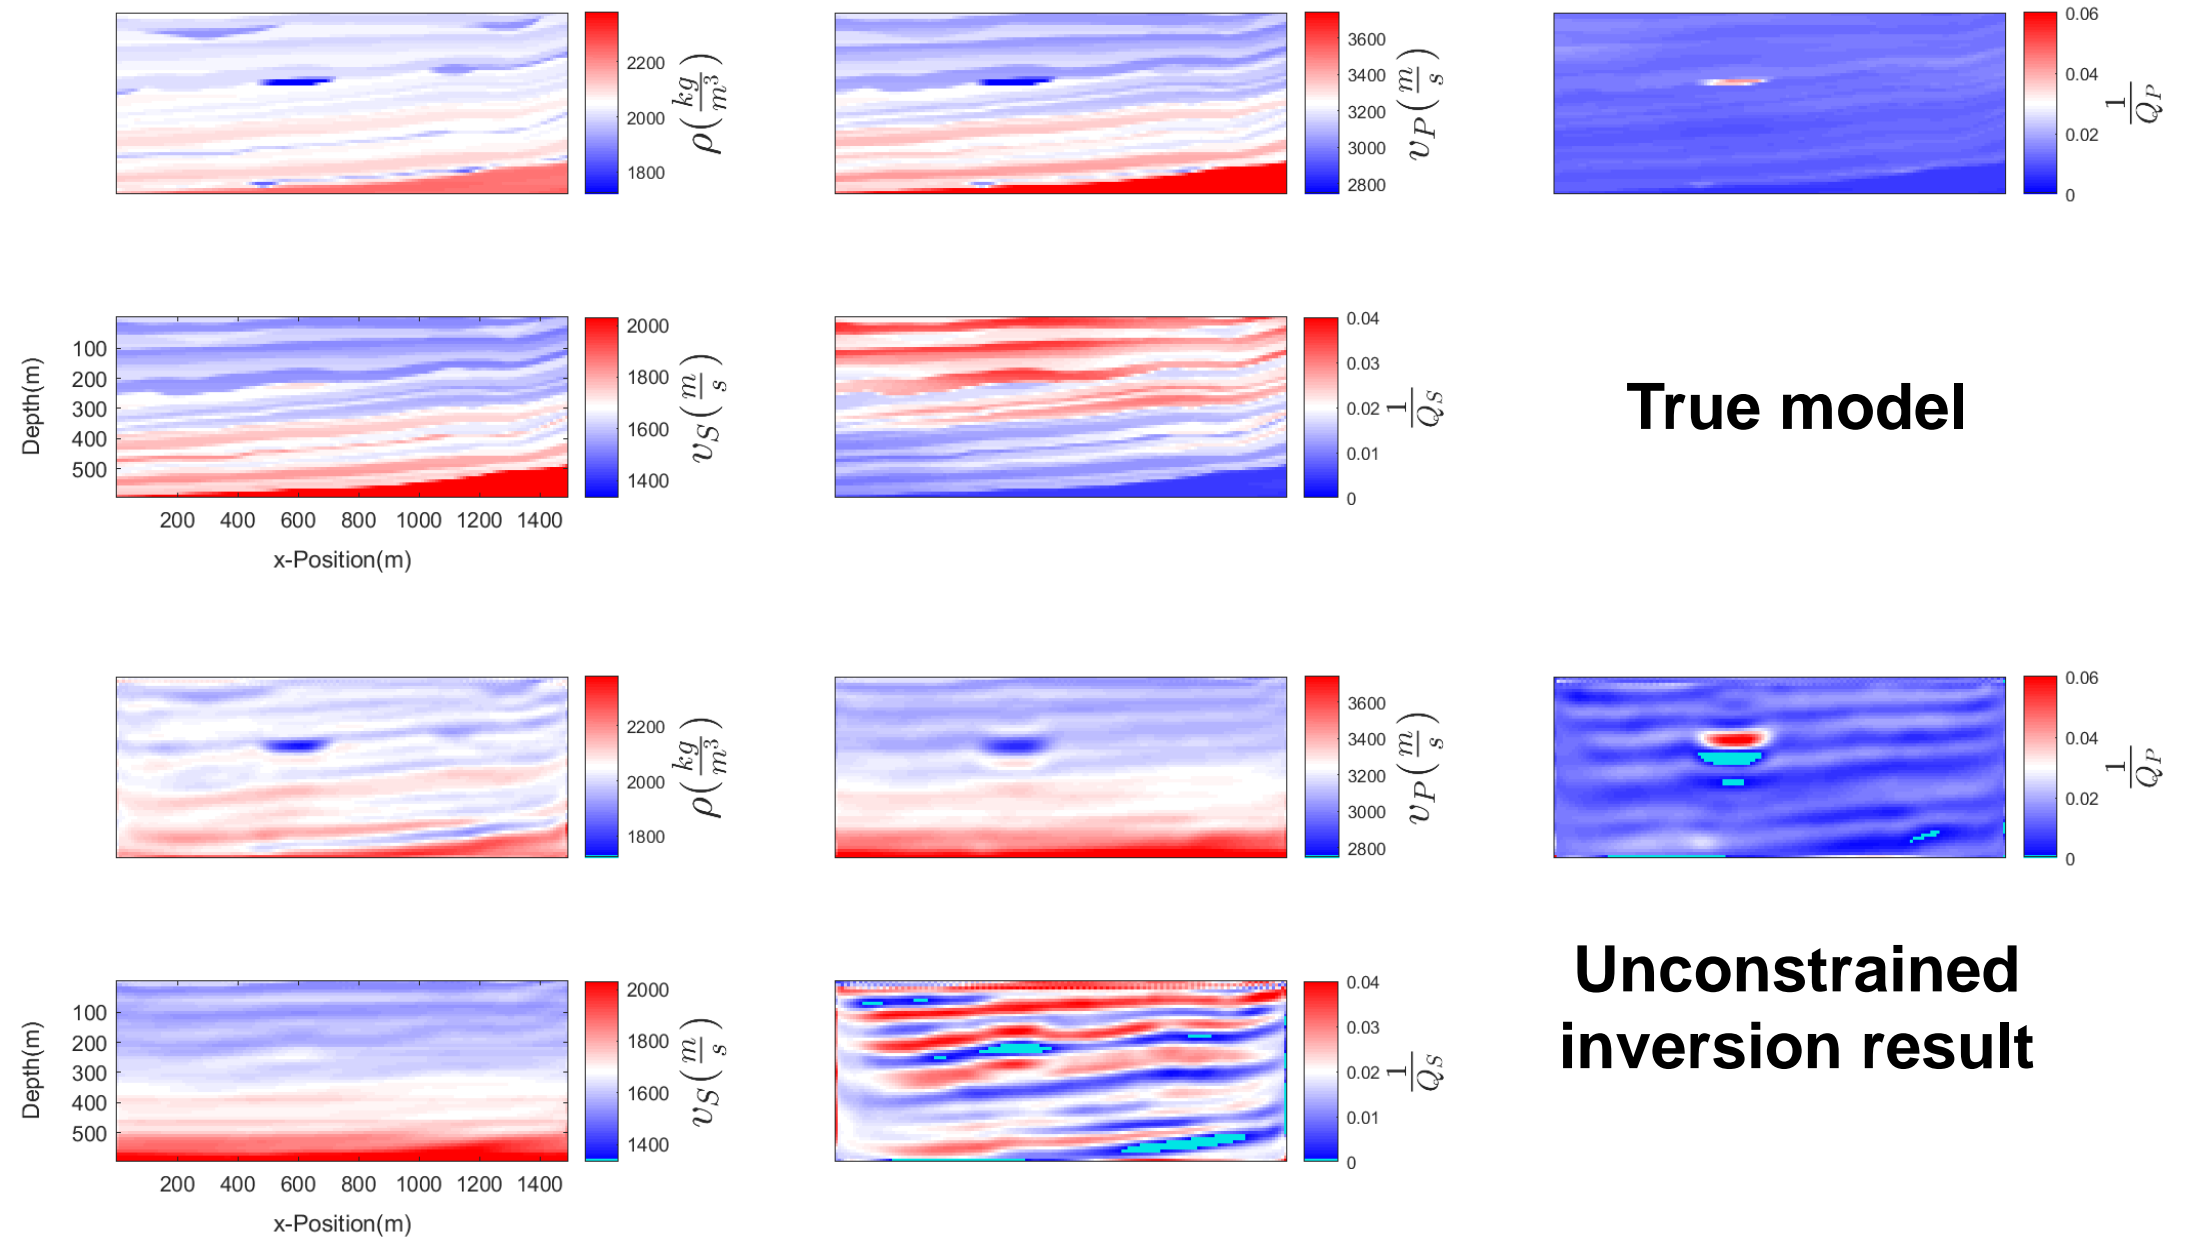 2200
2000
1800
ρ(kg/m³)
3600
3400
3200
3000
2800
v_P(m/s)
0.06
0.04
0.02
0
1/Q_P
Depth(m)
100
200
300
400
500
200 400 600 800 1000 1200 1400
x-Position(m)
2000
1800
1600
1400
v_S(m/s)
0.04
0.03
0.02
0.01
0
1/Q_S
True model
2200
2000
1800
ρ(kg/m³)
3600
3400
3200
3000
2800
v_P(m/s)
0.06
0.04
0.02
0
1/Q_P
Depth(m)
100
200
300
400
500
200 400 600 800 1000 1200 1400
x-Position(m)
2000
1800
1600
1400
v_S(m/s)
0.04
0.03
0.02
0.01
0
1/Q_S
Unconstrained
inversion result